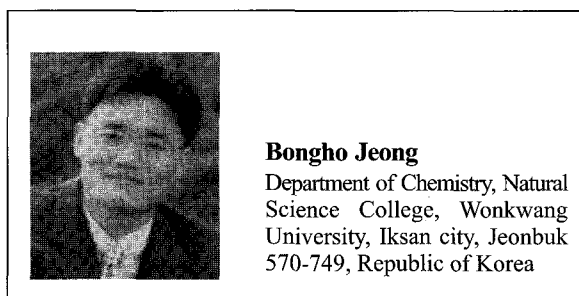 Bongho Jeong
Department of Chemistry, Natural
Science College, Wonkwang
University, Iksan city, Jeonbuk
570-749, Republic of Korea